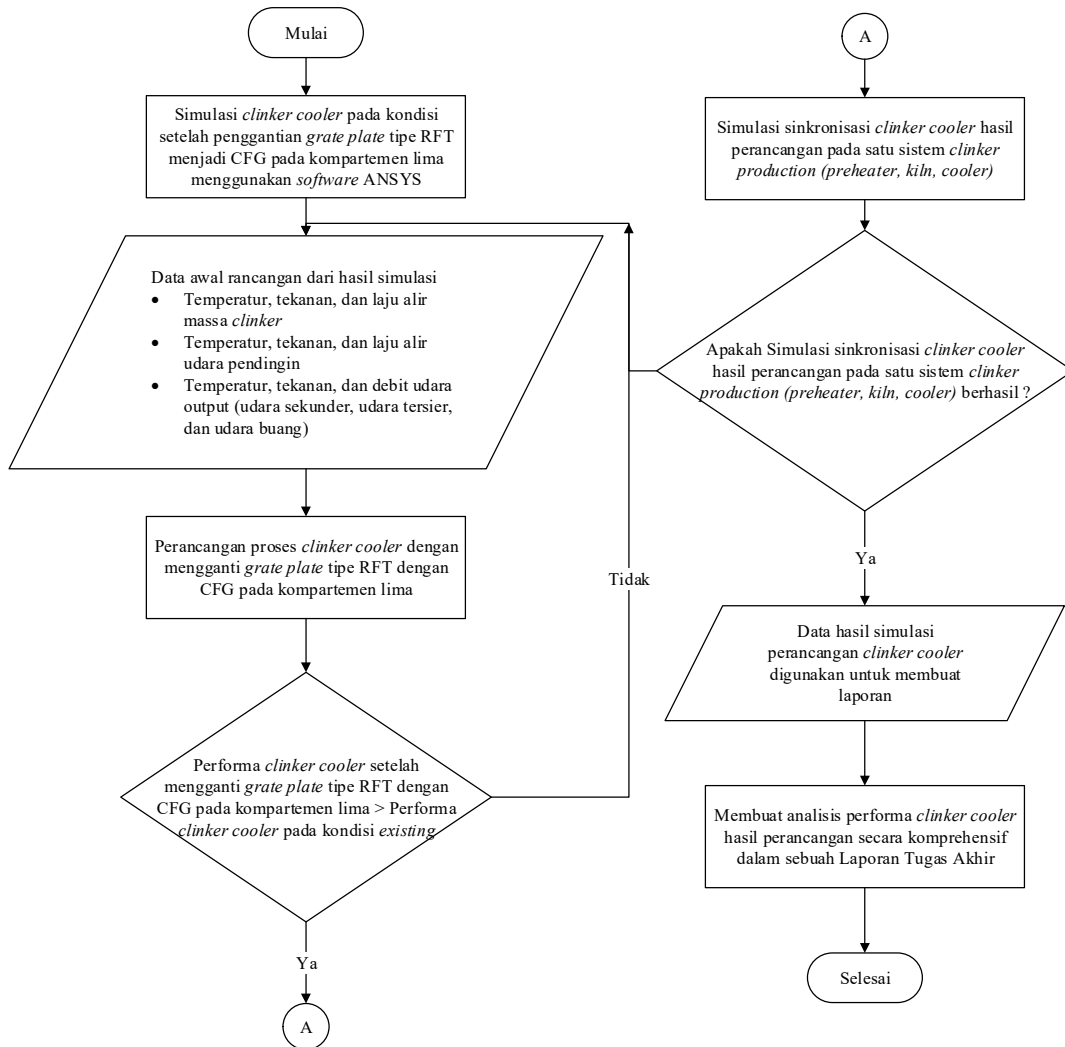 Mulai
Simulasi clinker cooler pada kondisi
setelah penggantian grate plate tipe RFT
menjadi CFG pada kompartemen lima
menggunakan software ANSYS
Data awal rancangan dari hasil simulasi
• Temperatur, tekanan, dan laju alir
massa clinker
• Temperatur, tekanan, dan laju alir
udara pendingin
• Temperatur, tekanan, dan debit udara
output (udara sekunder, udara tersier,
dan udara buang)
Perancangan proses clinker cooler dengan
mengganti grate plate tipe RFT dengan
CFG pada kompartemen lima
Performa clinker cooler setelah
mengganti grate plate tipe RFT dengan
CFG pada kompartemen lima > Performa
clinker cooler pada kondisi existing
Ya
A
Tidak
A
Simulasi sinkronisasi clinker cooler hasil
perancangan pada satu sistem clinker
production (preheater, kiln, cooler)
Apakah Simulasi sinkronisasi clinker cooler
hasil perancangan pada satu sistem clinker
production (preheater, kiln, cooler) berhasil ?
Ya
Data hasil simulasi
perancangan clinker cooler
digunakan untuk membuat
laporan
Membuat analisis performa clinker cooler
hasil perancangan secara komprehensif
dalam sebuah Laporan Tugas Akhir
Selesai